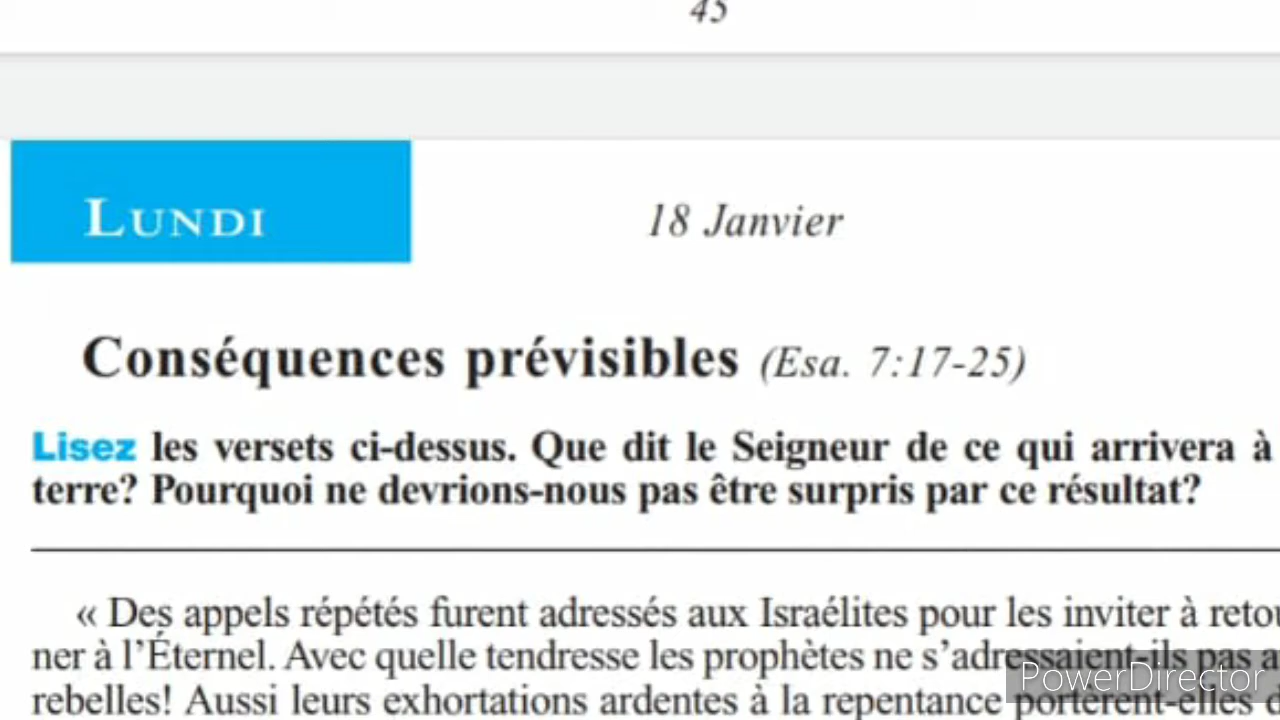 45
LUNDI
18 Janvier
Conséquences prévisibles (Esa. 7:17-25)
Lisez les versets ci-dessus. Que dit le Seigneur de ce qui arrivera à
terre? Pourquoi ne devrions-nous pas être surpris par ce résultat?
« Des appels répétés furent adressés aux Israélites pour les inviter à retou
ner à l’Éternel. Avec quelle tendresse les prophètes ne s’adressaient-ils pas a
rebelles! Aussi leurs exhortations ardentes à la repentance portèrent-elles d
PowerDirector